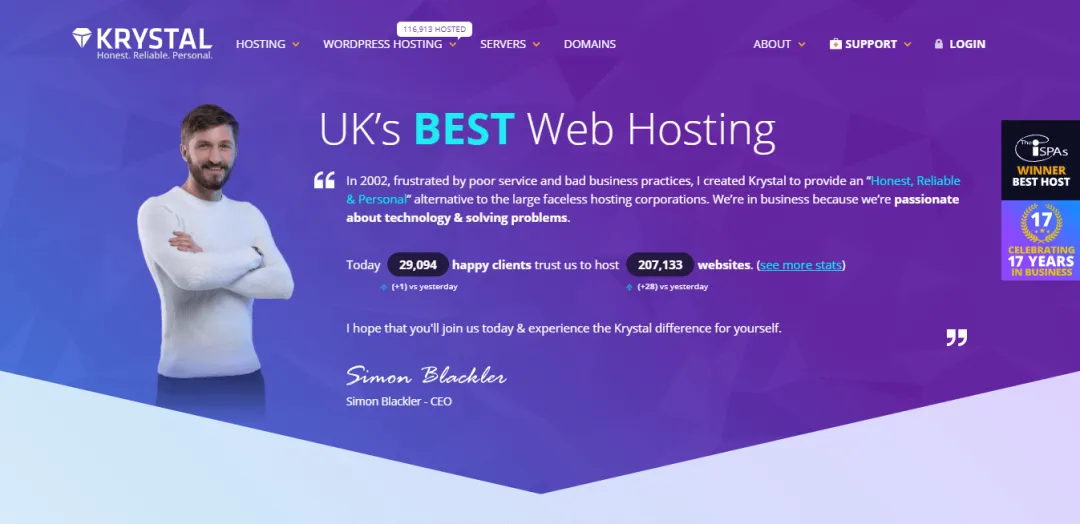 KRYSTAL
Honest. Reliable. Personal.
HOSTING
116,913 HOSTED
WORDPRESS HOSTING
SERVERS
DOMAINS
ABOUT
SUPPORT
LOGIN
UK's BEST Web Hosting
“
In 2002, frustrated by poor service and bad business practices, I created Krystal to provide an "Honest, Reliable
& Personal" alternative to the large faceless hosting corporations. We're in business because we're passionate
about technology & solving problems.
Today 29,094 happy clients trust us to host 207,133 websites. (see more stats)
(+1) vs yesterday
(+28) vs yesterday
I hope that you'll join us today & experience the Krystal difference for yourself.
”
Simon Blackler
Simon Blackler - CEO
The iSPAs
WINNER
BEST HOST
17
CELEBRATING
17 YEARS
IN BUSINESS